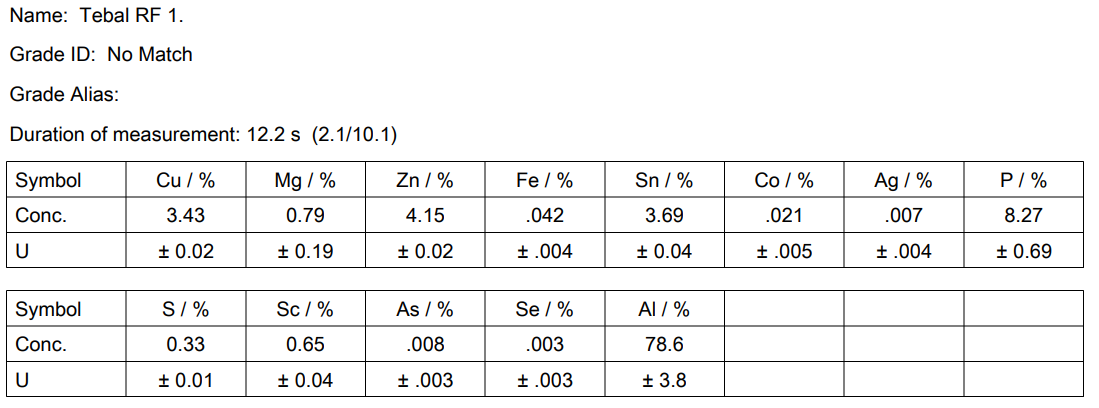 Name: Tebal RF 1.
Grade ID: No Match
Grade Alias:
Duration of measurement: 12.2 s (2.1/10.1)
Symbol Cu / % Mg / % Zn / % Fe / % Sn / % Co / % Ag / % P / %
Conc. 3.43 0.79 4.15 .042 3.69 .021 .007 8.27
U ± 0.02 ± 0.19 ± 0.02 ± .004 ± 0.04 ± .005 ± .004 ± 0.69
Symbol S / % Sc / % As / % Se / % Al / %
Conc. 0.33 0.65 .008 .003 78.6
U ± 0.01 ± 0.04 ± .003 ± .003 ± 3.8